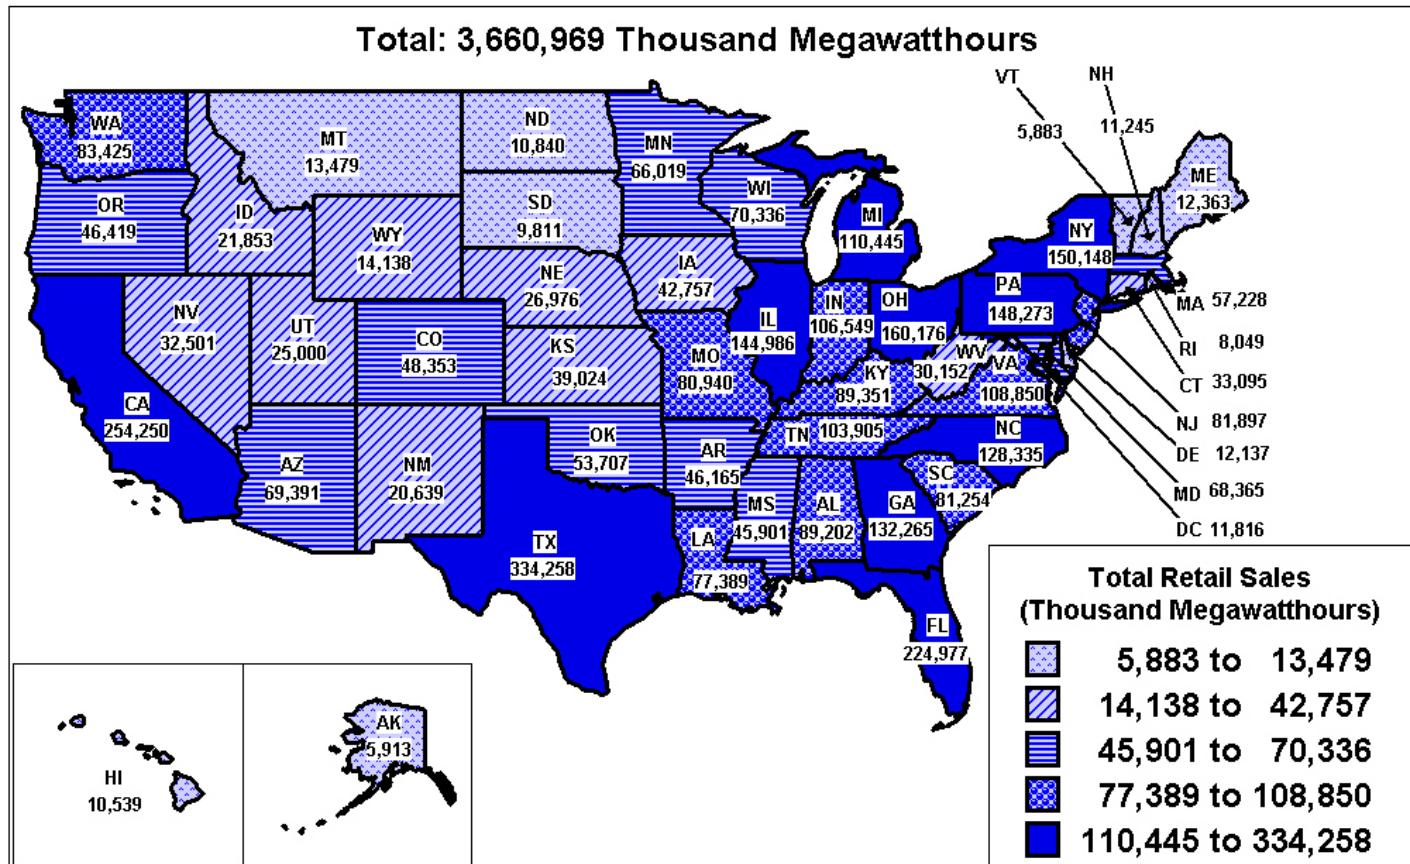 Total: 3,660,969 Thousand Megawatthours
VT
5,883
NH
11,245
WA
83,425
MT
13,479
ND
10,840
MN
66,019
ME
12,363
OR
46,419
ID
21,853
WY
14,138
SD
9,811
WI
70,336
MI
110,445
NY
150,148
NV
32,501
UT
25,000
NE
26,976
IA
42,757
IL
144,986
IN
106,549
OH
160,176
PA
148,273
MA 57,228
RI 8,049
CT 33,095
NJ 81,897
DE 12,137
MD 68,365
DC 11,816
CA
254,250
CO
48,353
KS
39,024
MO
80,940
KY
89,351
WV
30,152
VA
108,850
AZ
69,391
NM
20,639
OK
53,707
AR
46,165
TN 103,905
NC
128,335
SC
81,254
TX
334,258
LA
77,389
MS
45,901
AL
89,202
GA
132,265
FL
224,977
HI
10,539
AK
5,913
Total Retail Sales
(Thousand Megawatthours)
5,883 to 13,479
14,138 to 42,757
45,901 to 70,336
77,389 to 108,850
110,445 to 334,258